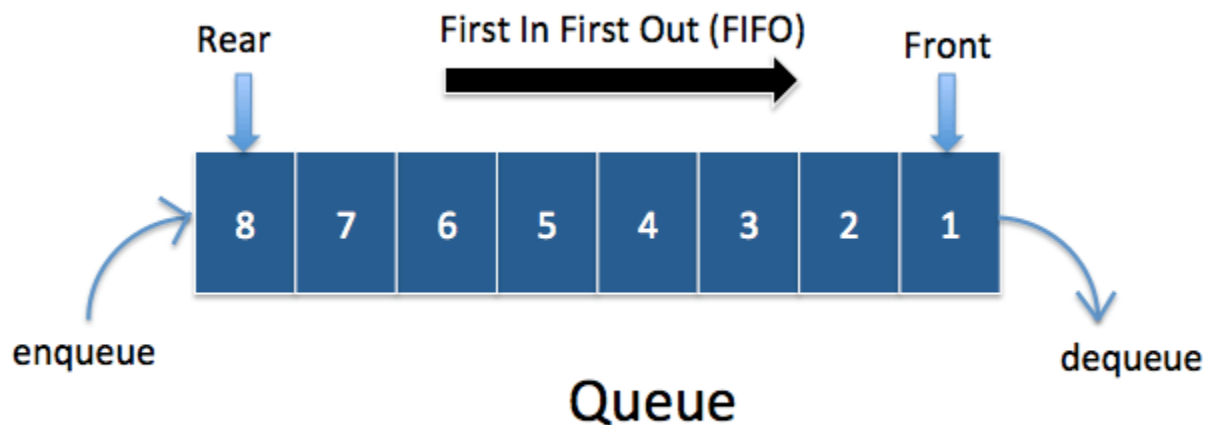 First In First Out (FIFO)
Rear
Front
8 7 6 5 4 3 2 1
enqueue
dequeue
Queue